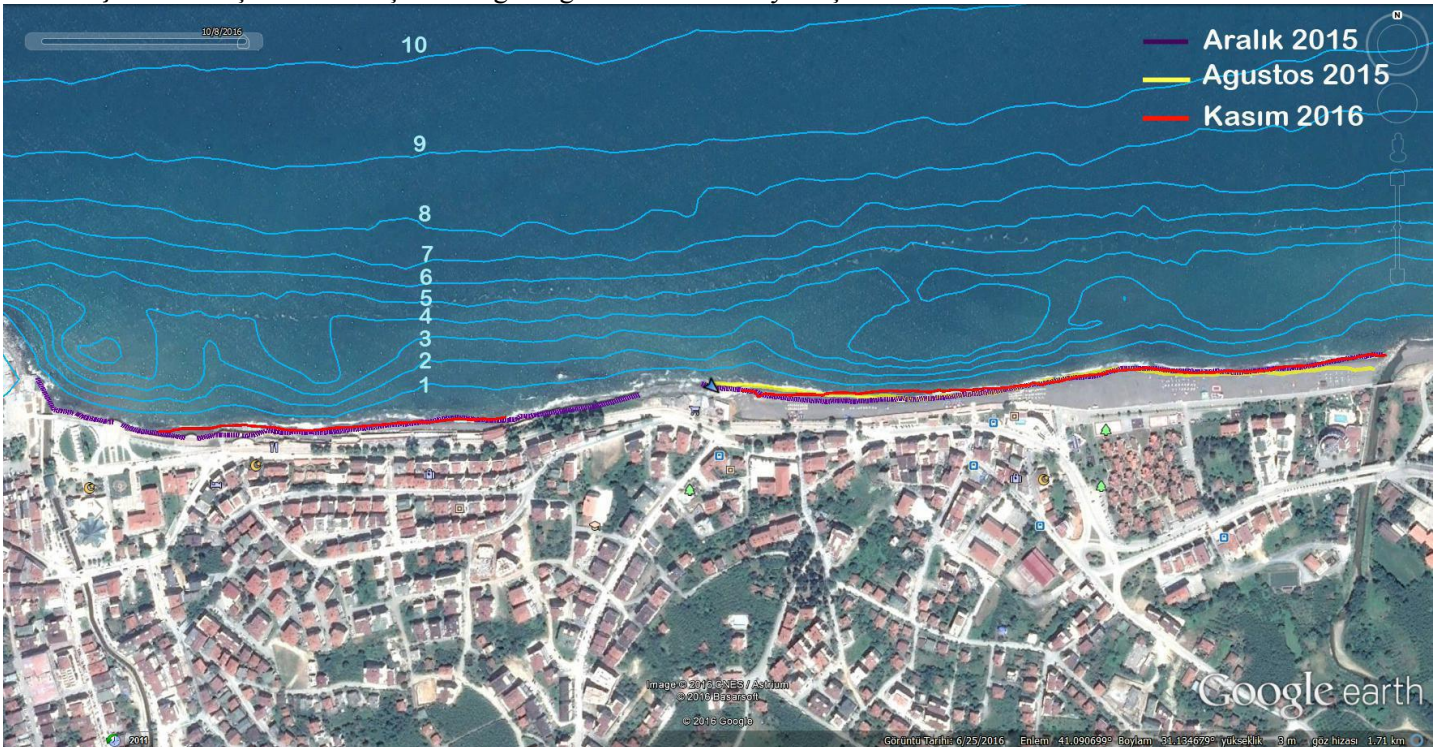 10/8/2016
N
Aralık 2015
Agustos 2015
Kasım 2016
10
9
8
7
6
5
4
3
2
1
Image © 2016 CNES / Astrium
© 2016 Basarsoft
© 2016 Google
Google earth
2011
Görüntü Tarihi: 6/25/2016 Enlem 41.090699° Boylam 31.134679° yükseklik 3 m göz hizası 1.71 km